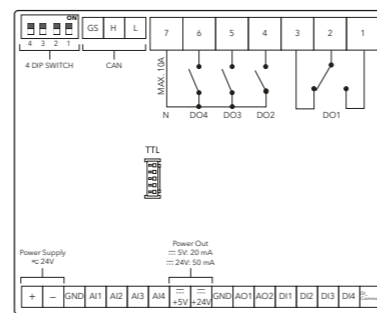 ON
4 3 2 1
4 DIP SWITCH
GS H L
CAN
7 6 5 4 3 2 1
MAX. 10A
N DO4 DO3 DO2 DO1
TTL
Power Supply
24V
Power Out
5V: 20 mA
24V: 50 mA
+ – GND AI1 AI2 AI3 AI4 +5V +24V GND AO1 AO2 DI1 DI2 DI3 DI4